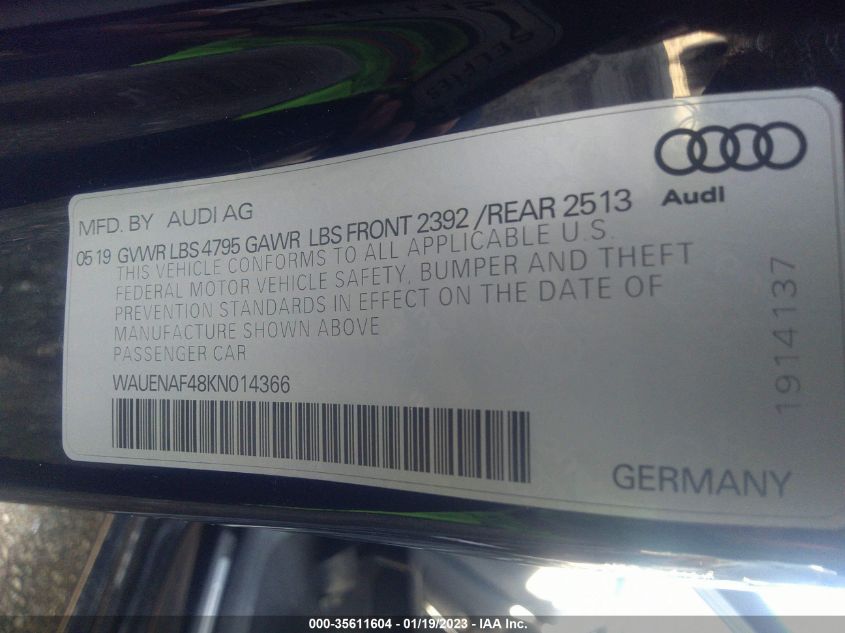 Audi
MFD. BY AUDI AG
05 19 GVWR LBS 4795 GAWR LBS FRONT 2392 / REAR 2513
THIS VEHICLE CONFORMS TO ALL APPLICABLE U.S.
FEDERAL MOTOR VEHICLE SAFETY, BUMPER AND THEFT
PREVENTION STANDARDS IN EFFECT ON THE DATE OF
MANUFACTURE SHOWN ABOVE
PASSENGER CAR
WAUENAF48KN014366
1914137
GERMANY
000-35611604 - 01/19/2023 - IAA Inc.